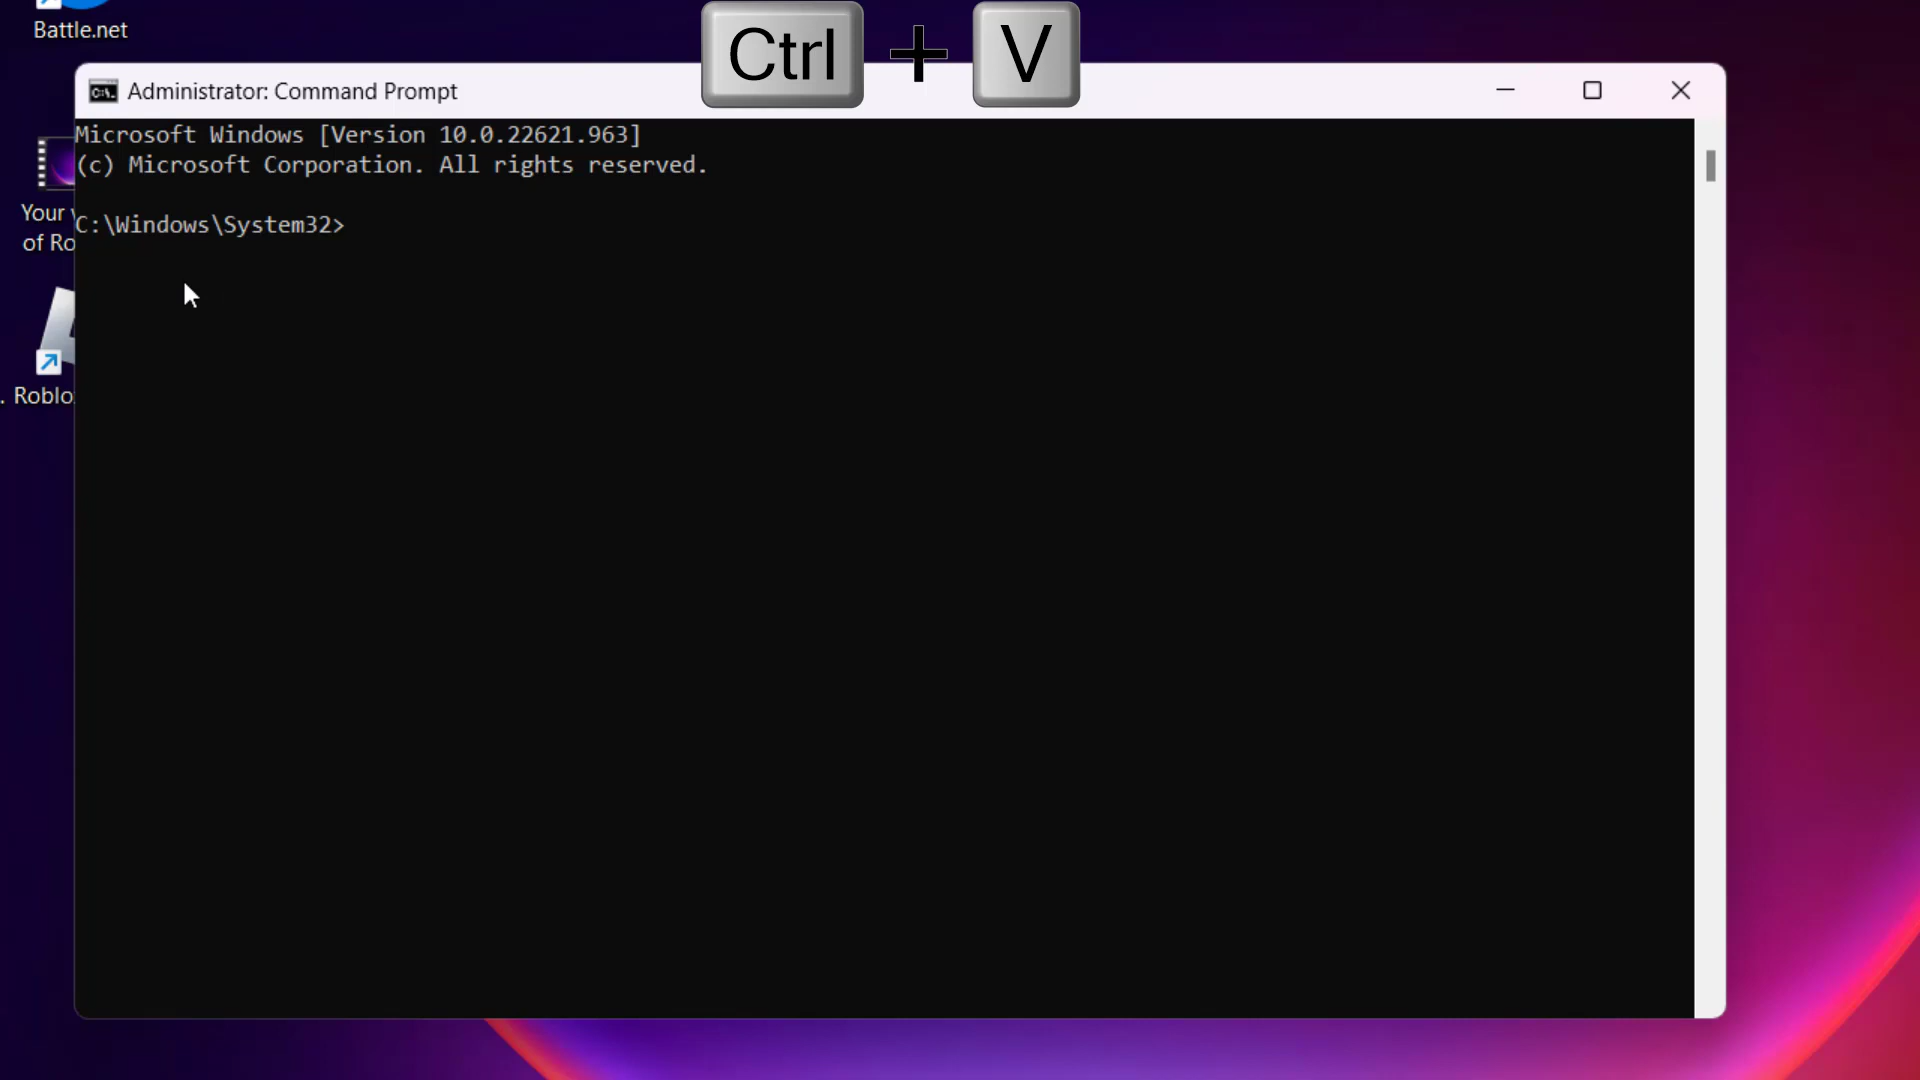 Battle.net
Ctrl + V
Administrator: Command Prompt
Microsoft Windows [Version 10.0.22621.963]
(c) Microsoft Corporation. All rights reserved.
C:\Windows\System32>
Your
of Ro
. Roblo